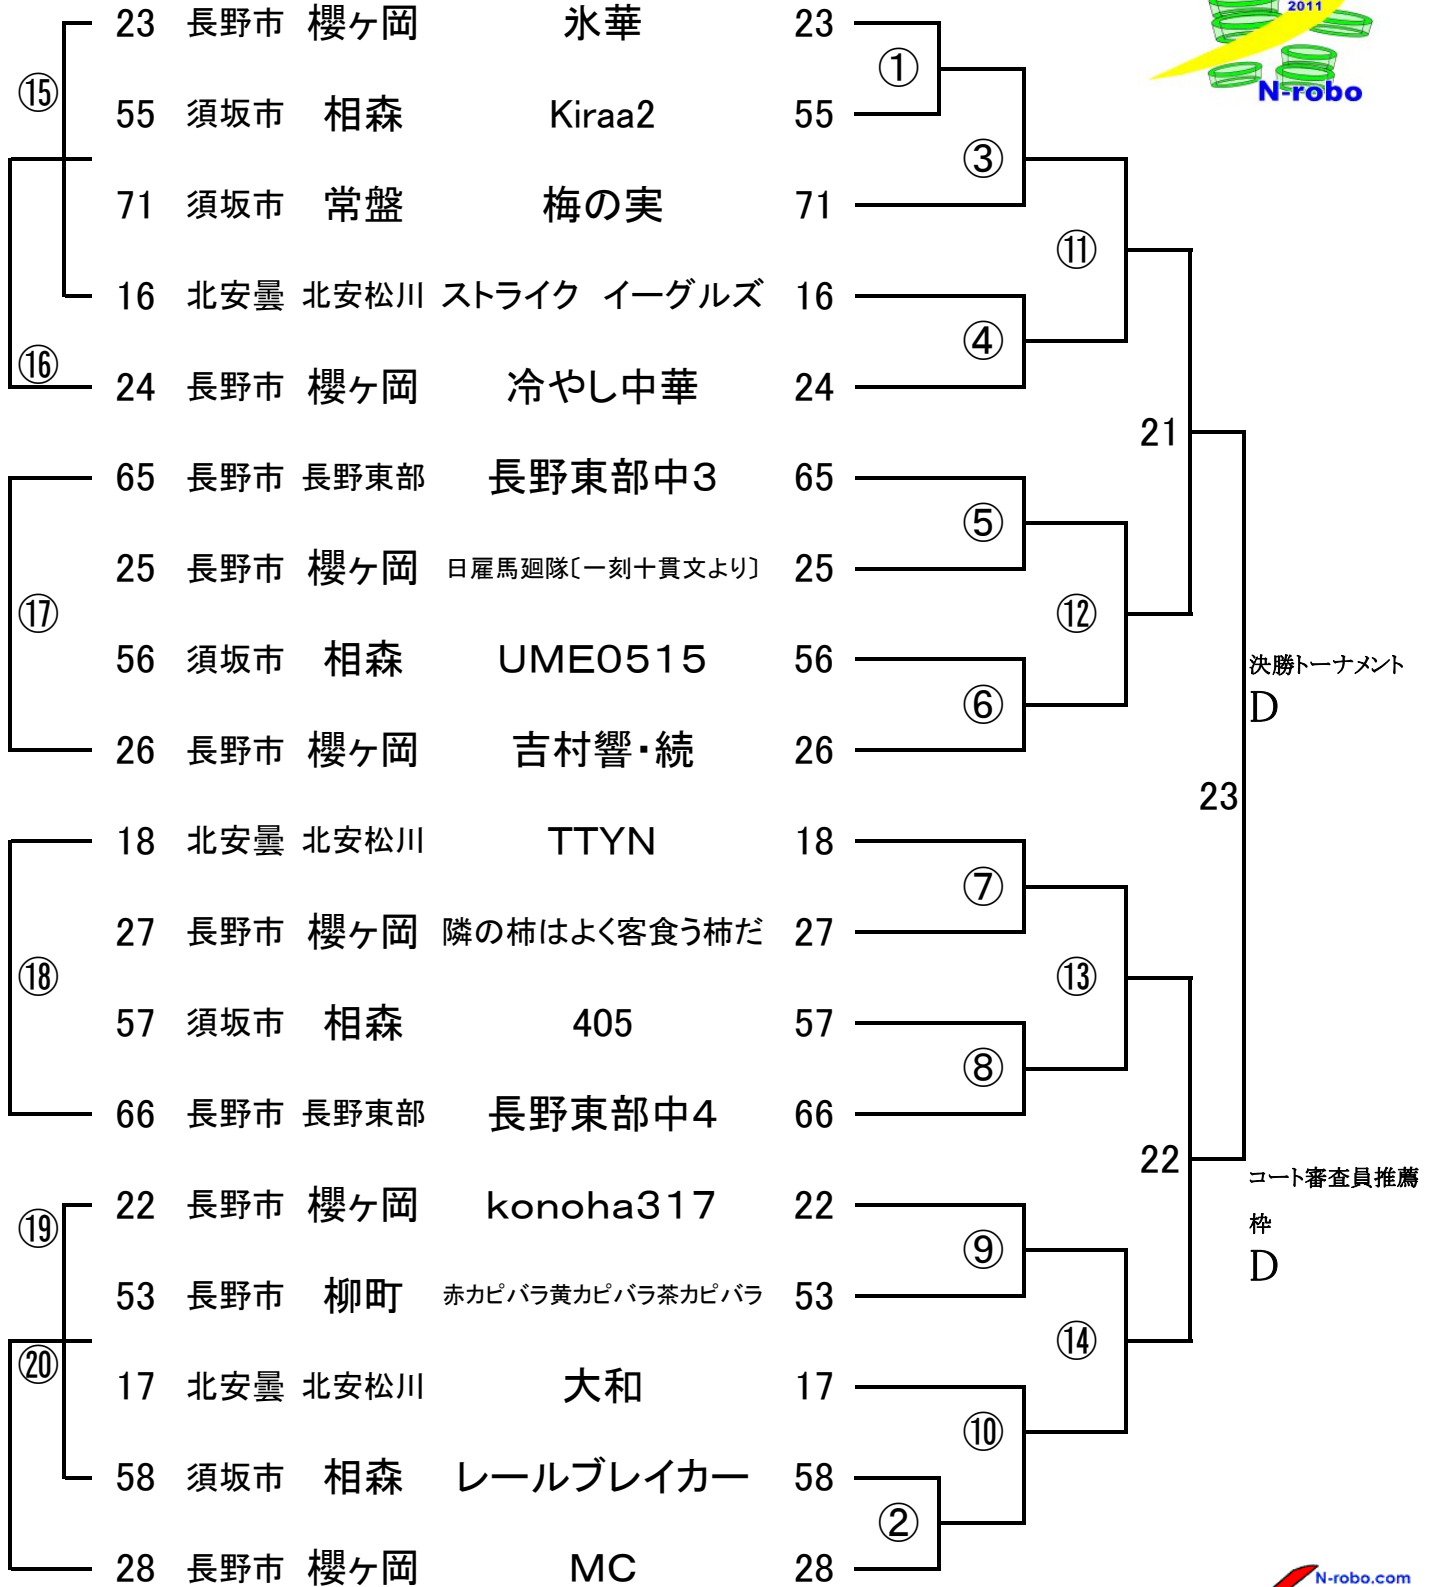 2011
N-robo
23 長野市 櫻ヶ岡 氷華 23
①
⑮
55 須坂市 相森 Kiraa2 55
③
71 須坂市 常盤 梅の実 71
⑪
16 北安曇 北安松川 ストライク　イーグルズ 16
④
⑯
24 長野市 櫻ヶ岡 冷やし中華 24
21
65 長野市 長野東部 長野東部中3 65
⑤
25 長野市 櫻ヶ岡 日雇馬廻隊〔一刻十貫文より〕 25
⑰
⑫
56 須坂市 相森 UME0515 56
決勝トーナメント
D
⑥
26 長野市 櫻ヶ岡 吉村響・続 26
23
18 北安曇 北安松川 TTYN 18
⑦
27 長野市 櫻ヶ岡 隣の柿はよく客食う柿だ 27
⑱
⑬
57 須坂市 相森 405 57
⑧
66 長野市 長野東部 長野東部中4 66
22
コート審査員推薦
枠
D
22 長野市 櫻ヶ岡 konoha317 22
⑲
⑨
53 長野市 柳町 赤カピバラ黄カピバラ茶カピバラ 53
⑭
⑳
17 北安曇 北安松川 大和 17
⑩
58 須坂市 相森 レールブレイカー 58
②
28 長野市 櫻ヶ岡 MC 28
N-robo.com